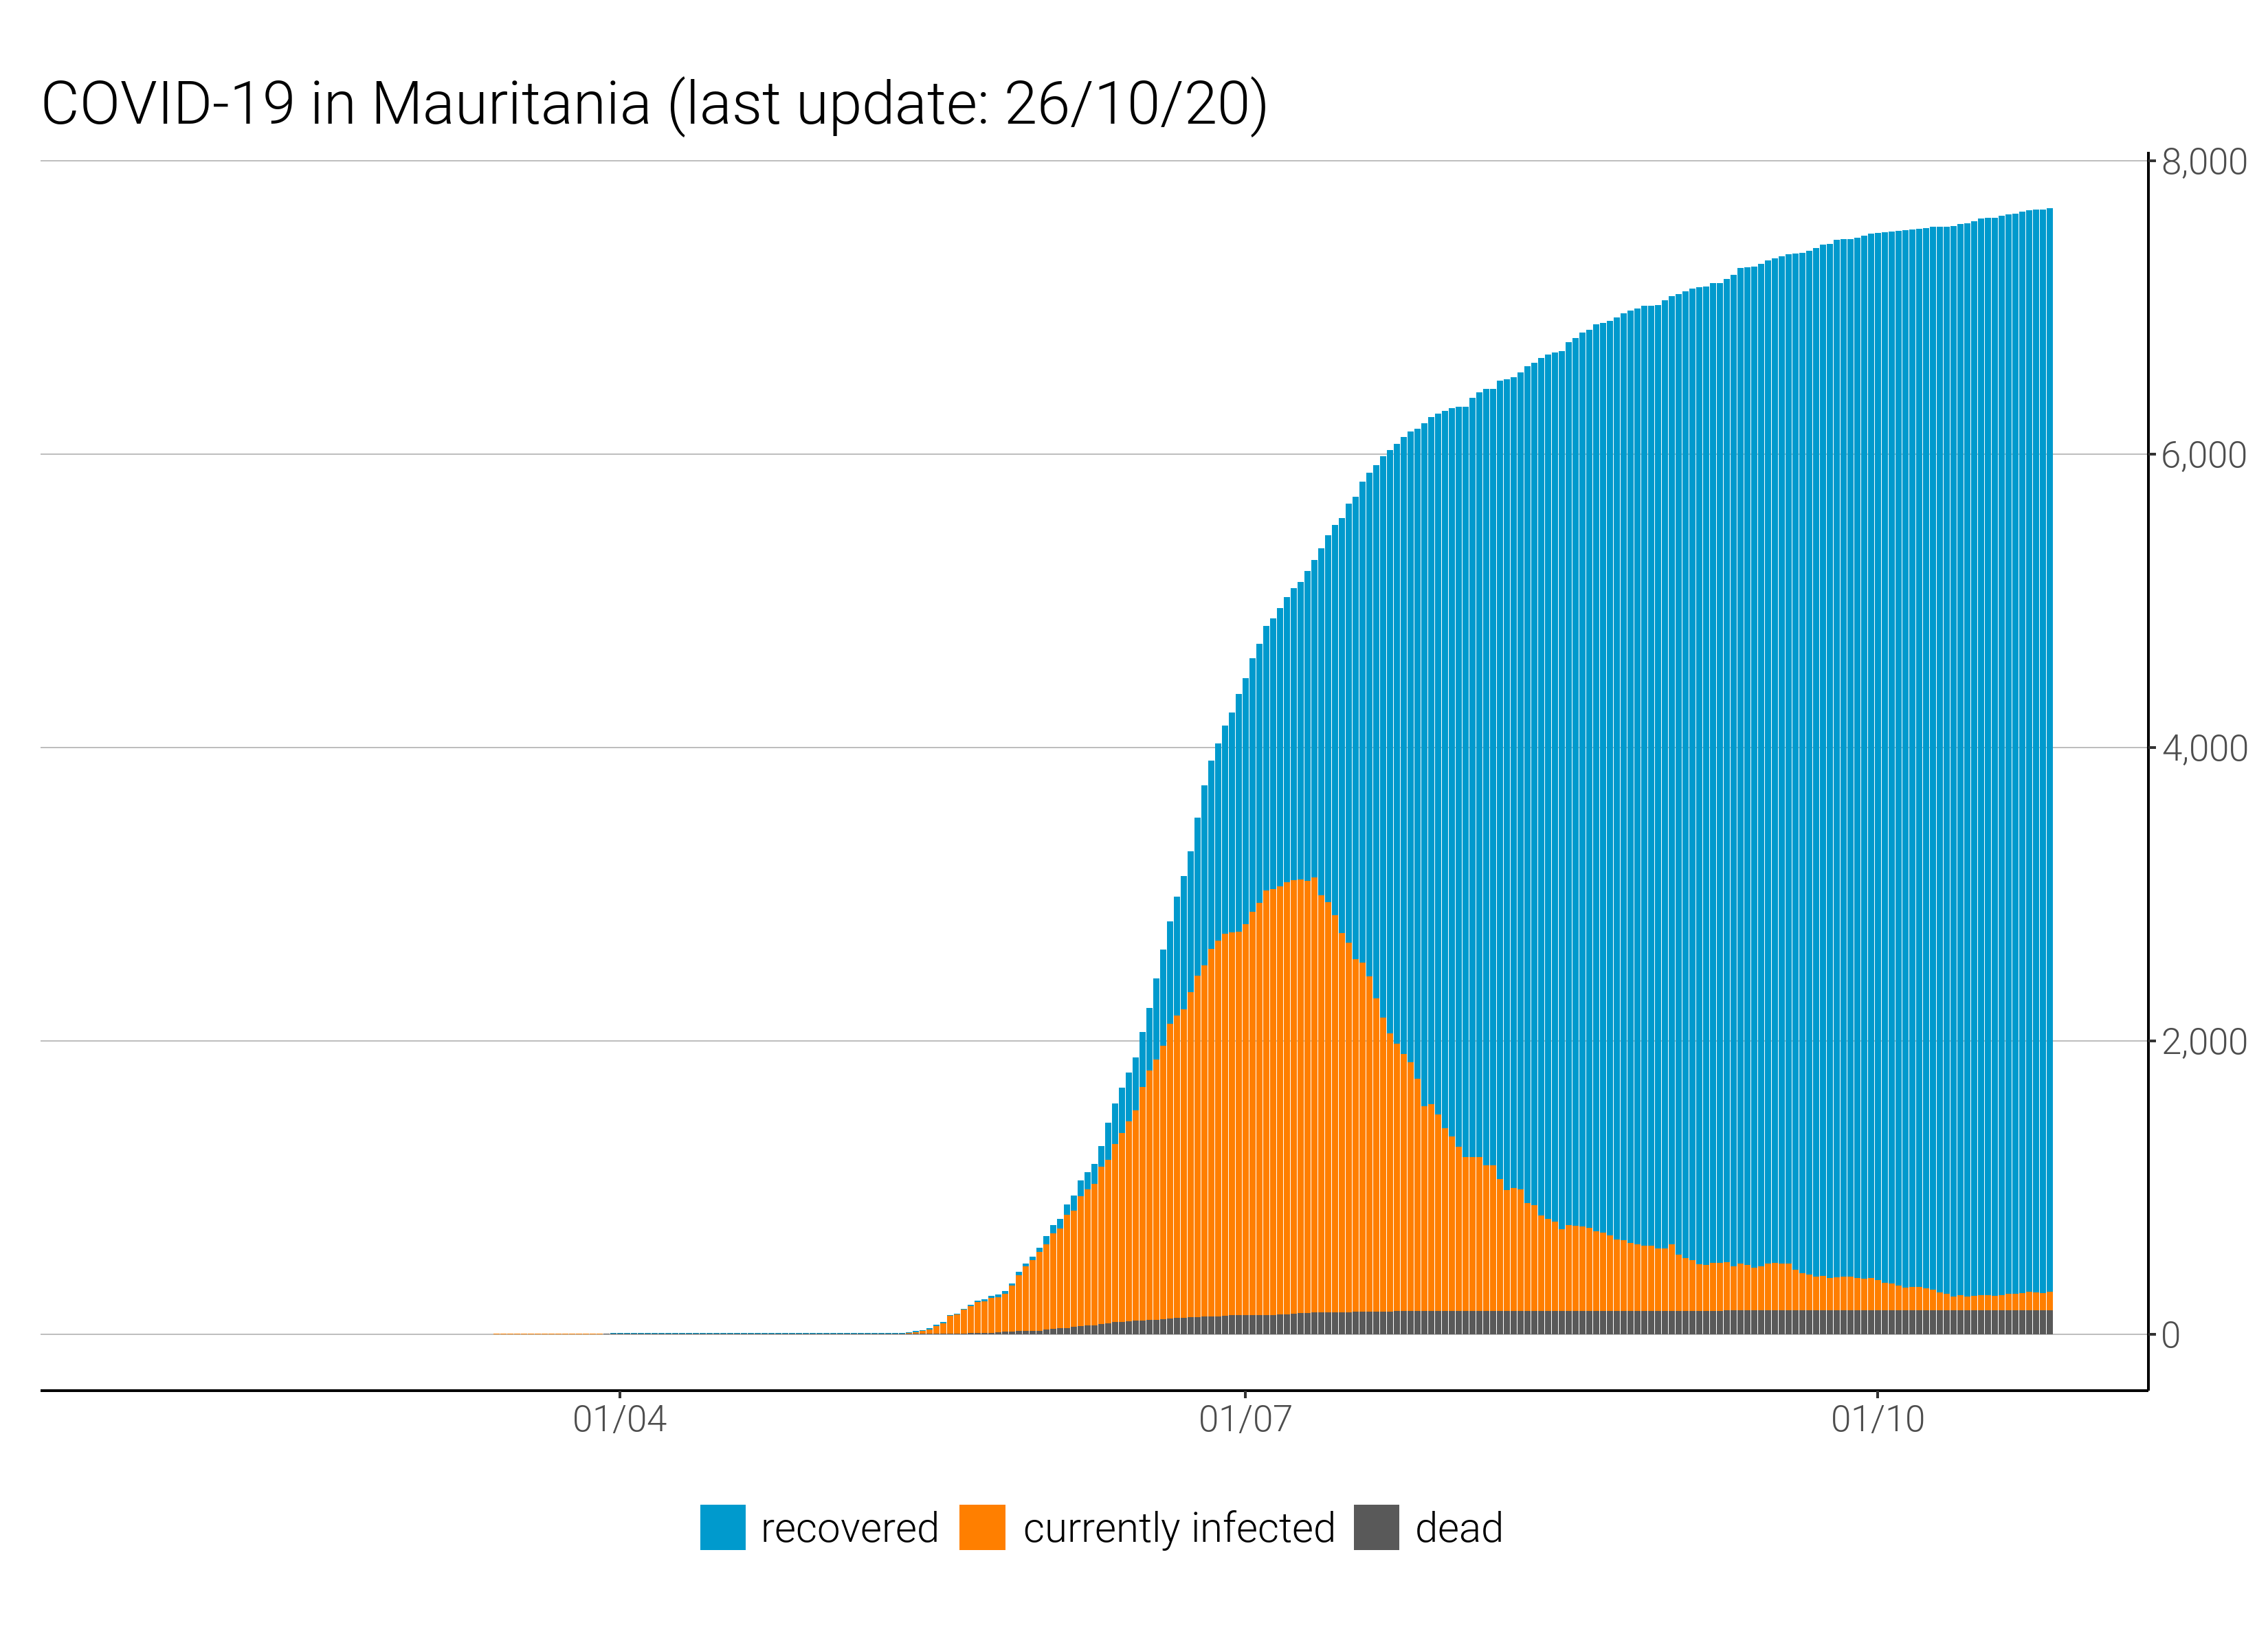 COVID-19 in Mauritania (last update: 26/10/20)
8,000
6,000
4,000
2,000
0
01/04 01/07 01/10
recovered currently infected dead